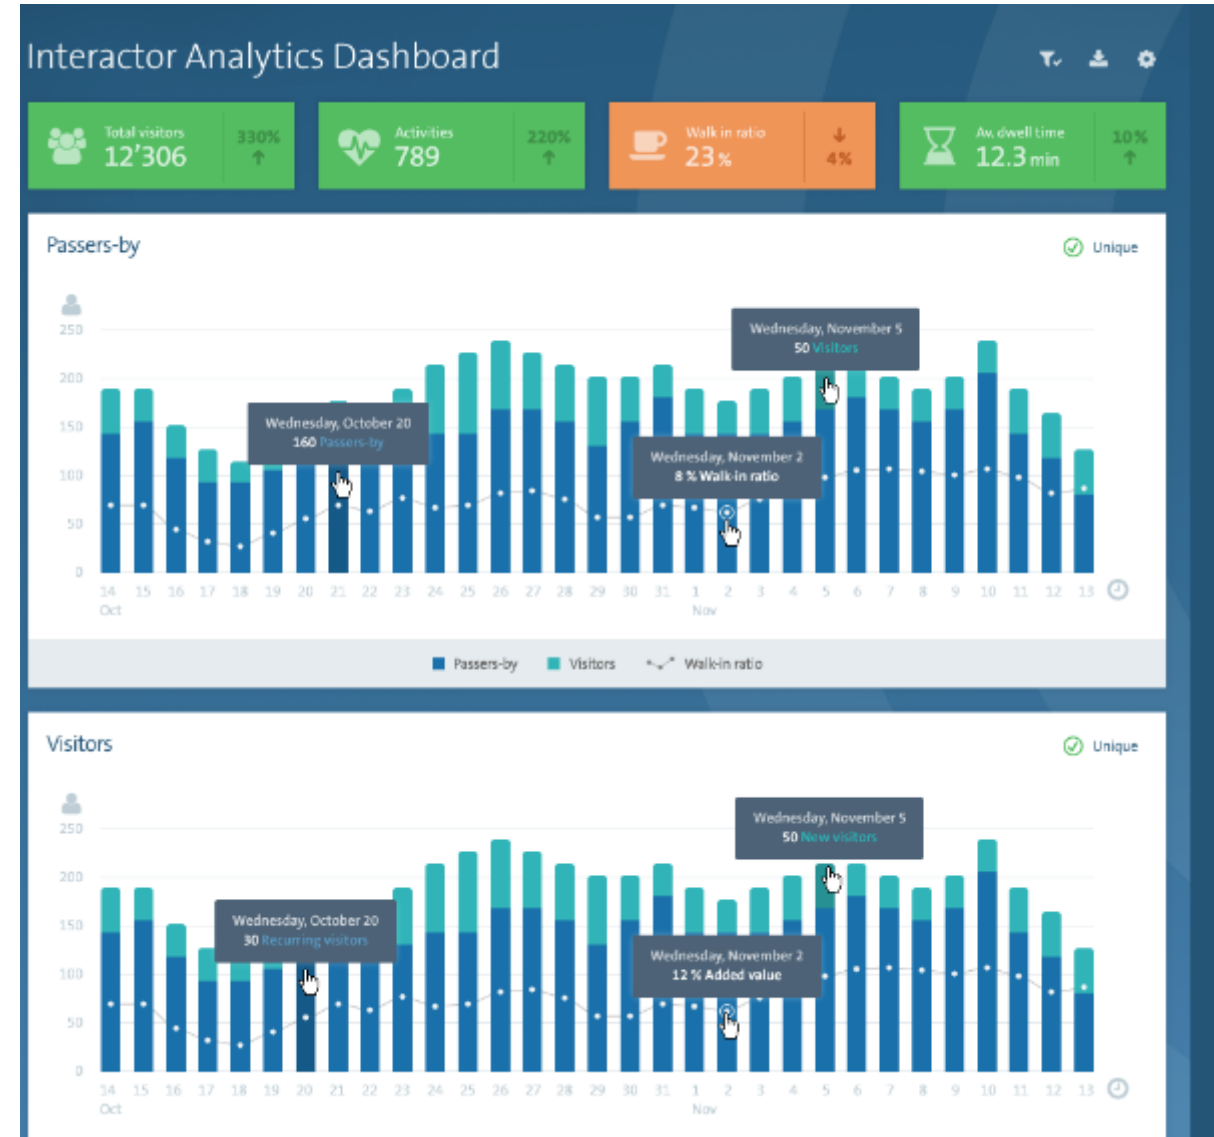 Interactor Analytics Dashboard
Total visitors
12'306
330%
Activities
789
220%
Walk in ratio
23 %
4%
Av. dwell time
12.3 min
10%
Passers-by
Unique
250
200
150
100
50
0
Wednesday, November 5
50 Visitors
Wednesday, October 20
160 Passers-by
Wednesday, November 2
8 % Walk-in ratio
14 15 16 17 18 19 20 21 22 23 24 25 26 27 28 29 30 31 1 2 3 4 5 6 7 8 9 10 11 12 13
Oct Nov
Passers-by Visitors Walk-in ratio
Visitors
Unique
250
200
150
100
50
0
Wednesday, November 5
50 New visitors
Wednesday, October 20
30 Recurring visitors
Wednesday, November 2
12 % Added value
14 15 16 17 18 19 20 21 22 23 24 25 26 27 28 29 30 31 1 2 3 4 5 6 7 8 9 10 11 12 13
Oct Nov